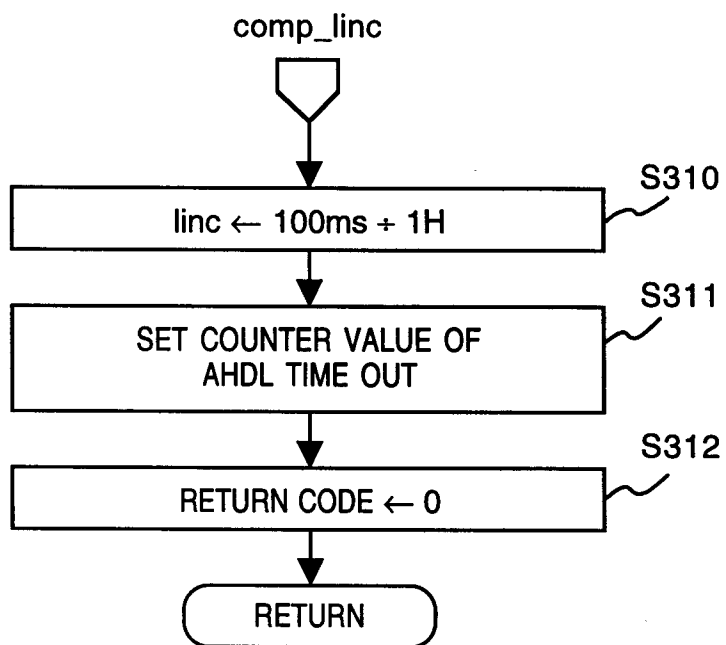 comp_linc
S310
linc ← 100ms ÷ 1H
S311
SET COUNTER VALUE OF
AHDL TIME OUT
S312
RETURN CODE ← 0
RETURN